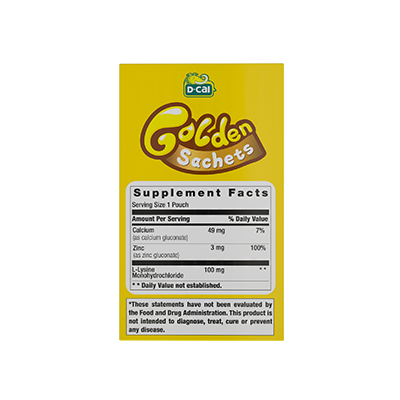 D-Cal
Golden
Sachets
Supplement Facts
Serving Size 1 Pouch
Amount Per Serving % Daily Value
Calcium 49 mg 7%
(as calcium gluconate)
Zinc 3 mg 100%
(as zinc gluconate)
L-Lysine 100 mg **
Monohydrochloride
** Daily Value not established.
*These statements have not been evaluated by
the Food and Drug Administration. This product is
not intended to diagnose, treat, cure or prevent
any disease.